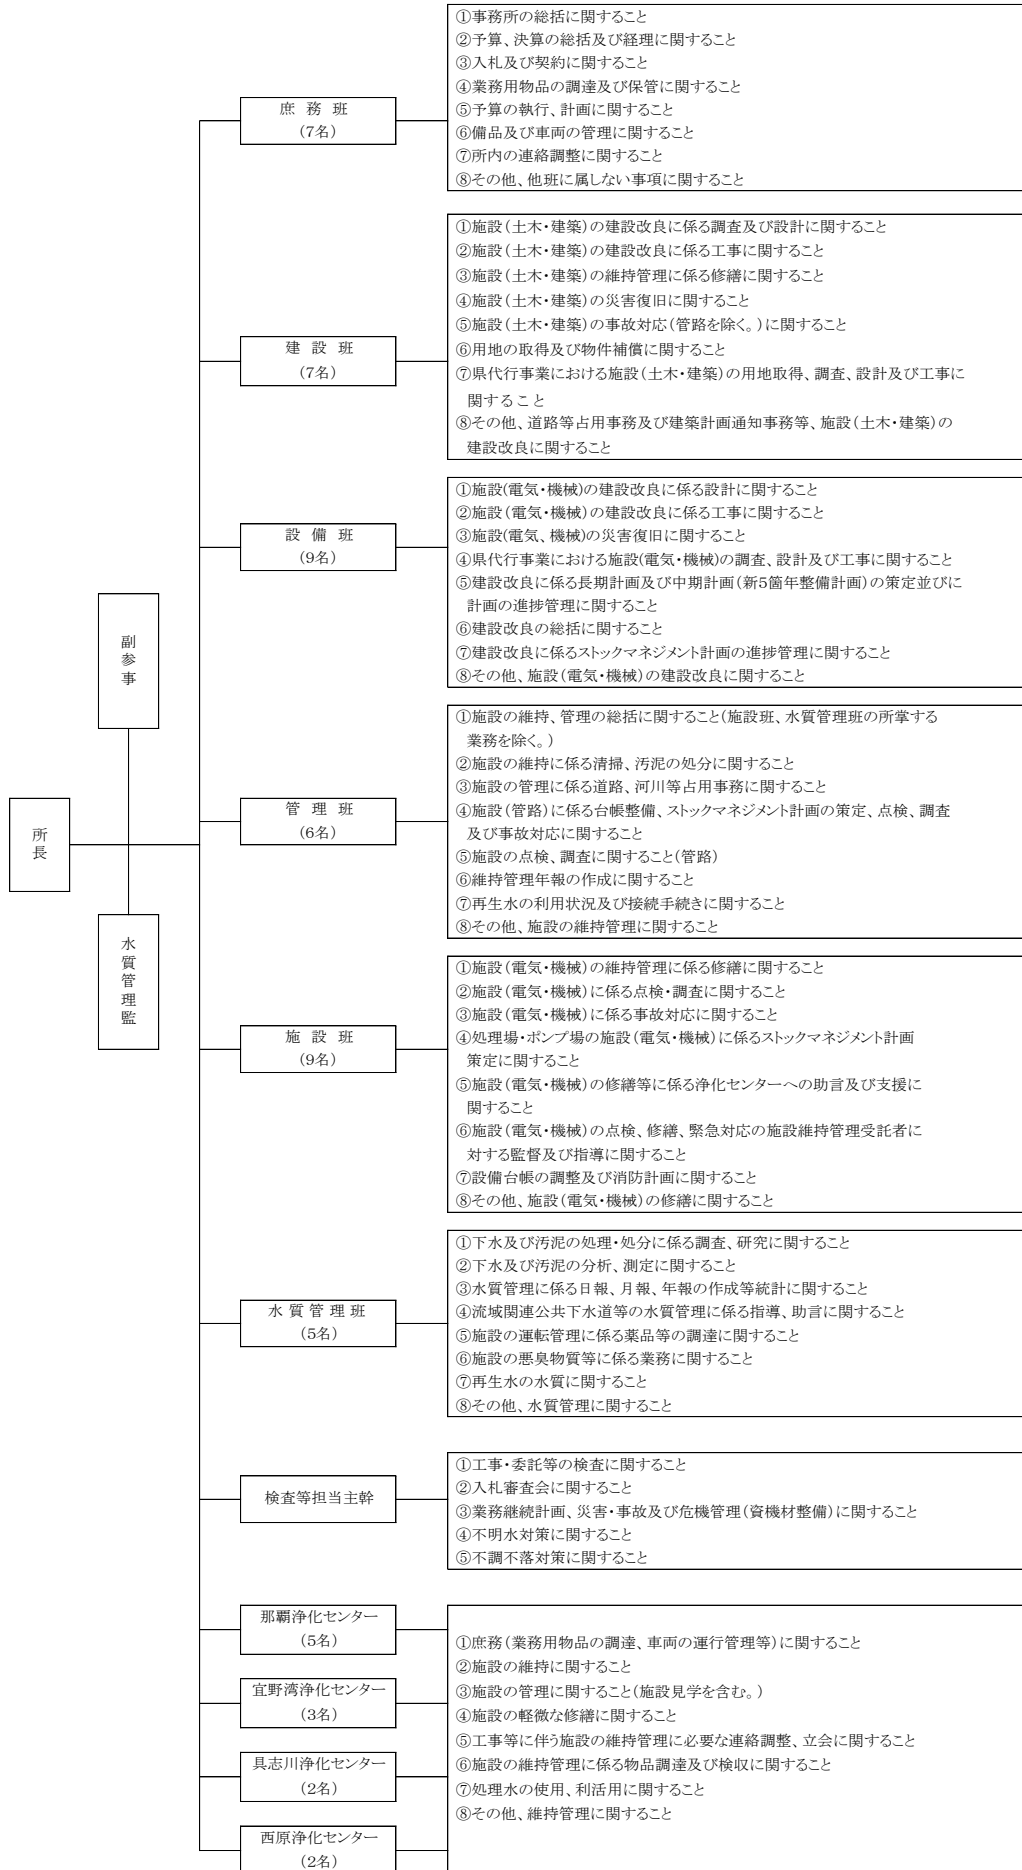 所長
副参事
水質管理監
庶務班
(7名)
①事務所の総括に関すること
②予算、決算の総括及び経理に関すること
③入札及び契約に関すること
④業務用物品の調達及び保管に関すること
⑤予算の執行、計画に関すること
⑥備品及び車両の管理に関すること
⑦所内の連絡調整に関すること
⑧その他、他班に属しない事項に関すること
建設班
(7名)
①施設(土木・建築)の建設改良に係る調査及び設計に関すること
②施設(土木・建築)の建設改良に係る工事に関すること
③施設(土木・建築)の維持管理に係る修繕に関すること
④施設(土木・建築)の災害復旧に関すること
⑤施設(土木・建築)の事故対応(管路を除く。)に関すること
⑥用地の取得及び物件補償に関すること
⑦県代行事業における施設(土木・建築)の用地取得、調査、設計及び工事に
関すること
⑧その他、道路等占用事務及び建築計画通知事務等、施設(土木・建築)の
建設改良に関すること
設備班
(9名)
①施設(電気・機械)の建設改良に係る設計に関すること
②施設(電気・機械)の建設改良に係る工事に関すること
③施設(電気、機械)の災害復旧に関すること
④県代行事業における施設(電気・機械)の調査、設計及び工事に関すること
⑤建設改良に係る長期計画及び中期計画(新5箇年整備計画)の策定並びに
計画の進捗管理に関すること
⑥建設改良の総括に関すること
⑦建設改良に係るストックマネジメント計画の進捗管理に関すること
⑧その他、施設(電気・機械)の建設改良に関すること
管理班
(6名)
①施設の維持、管理の総括に関すること(施設班、水質管理班の所掌する
業務を除く。)
②施設の維持に係る清掃、汚泥の処分に関すること
③施設の管理に係る道路、河川等占用事務に関すること
④施設(管路)に係る台帳整備、ストックマネジメント計画の策定、点検、調査
及び事故対応に関すること
⑤施設の点検、調査に関すること(管路)
⑥維持管理年報の作成に関すること
⑦再生水の利用状況及び接続手続きに関すること
⑧その他、施設の維持管理に関すること
施設班
(9名)
①施設(電気・機械)の維持管理に係る修繕に関すること
②施設(電気・機械)に係る点検・調査に関すること
③施設(電気・機械)に係る事故対応に関すること
④処理場・ポンプ場の施設(電気・機械)に係るストックマネジメント計画
策定に関すること
⑤施設(電気・機械)の修繕等に係る浄化センターへの助言及び支援に
関すること
⑥施設(電気・機械)の点検、修繕、緊急対応の施設維持管理受託者に
対する監督及び指導に関すること
⑦設備台帳の調整及び消防計画に関すること
⑧その他、施設(電気・機械)の修繕に関すること
水質管理班
(5名)
①下水及び汚泥の処理・処分に係る調査、研究に関すること
②下水及び汚泥の分析、測定に関すること
③水質管理に係る日報、月報、年報の作成等統計に関すること
④流域関連公共下水道等の水質管理に係る指導、助言に関すること
⑤施設の運転管理に係る薬品等の調達に関すること
⑥施設の悪臭物質等に係る業務に関すること
⑦再生水の水質に関すること
⑧その他、水質管理に関すること
検査等担当主幹
①工事・委託等の検査に関すること
②入札審査会に関すること
③業務継続計画、災害・事故及び危機管理(資機材整備)に関すること
④不明水対策に関すること
⑤不調不落対策に関すること
那覇浄化センター
(5名)
宜野湾浄化センター
(3名)
具志川浄化センター
(2名)
西原浄化センター
(2名)
①庶務(業務用物品の調達、車両の運行管理等)に関すること
②施設の維持に関すること
③施設の管理に関すること(施設見学を含む。)
④施設の軽微な修繕に関すること
⑤工事等に伴う施設の維持管理に必要な連絡調整、立会に関すること
⑥施設の維持管理に係る物品調達及び検収に関すること
⑦処理水の使用、利活用に関すること
⑧その他、維持管理に関すること